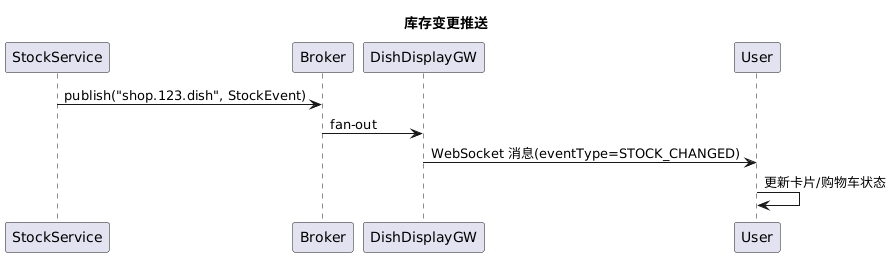 库存变更推送
StockService
Broker
DishDisplayGW
User
publish("shop.123.dish", StockEvent)
fan-out
WebSocket 消息(eventType=STOCK_CHANGED)
更新卡片/购物车状态
StockService
Broker
DishDisplayGW
User